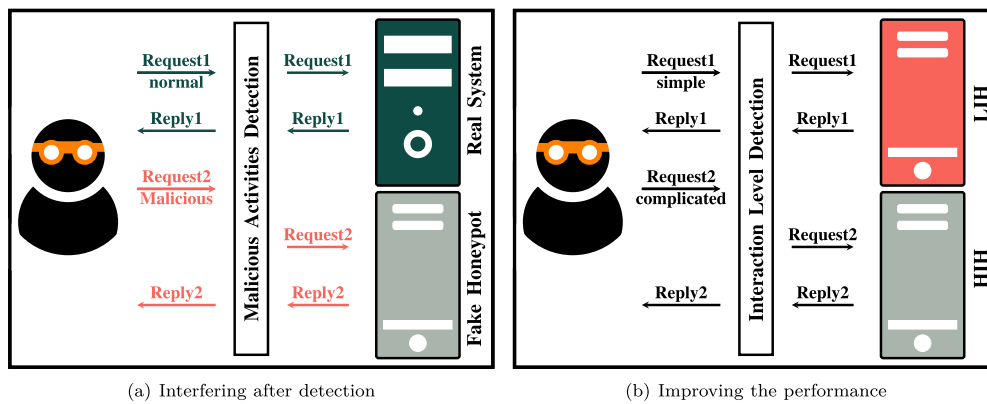 Request1
normal
Request1
Reply1
Reply1
Request2
Malicious
Request2
Reply2
Reply2
Malicious Activities Detection
Real System
Fake Honeypot
(a) Interfering after detection
Request1
simple
Request1
Reply1
Reply1
Request2
complicated
Request2
Reply2
Reply2
Interaction Level Detection
LIH
HIH
(b) Improving the performance